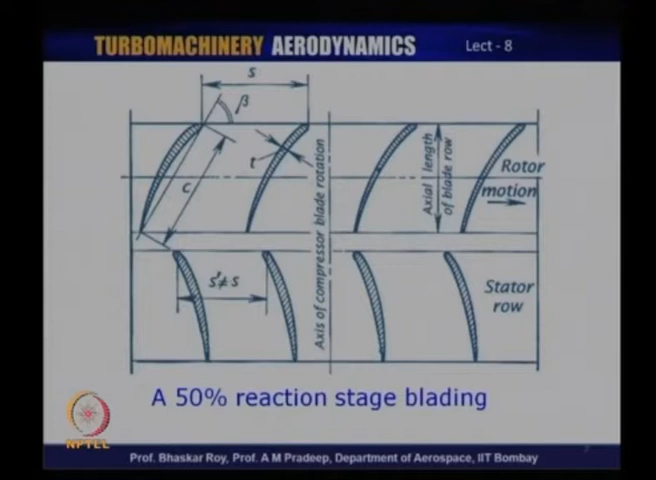 TURBOMACHINERY AERODYNAMICS Lect - 8
s
β
t
c
Axis of compressor blade rotation
Axial length
of blade row
Rotor
motion
s'≠s
Stator
row
A 50% reaction stage blading
NPTEL
Prof. Bhaskar Roy, Prof. A M Pradeep, Department of Aerospace, IIT Bombay